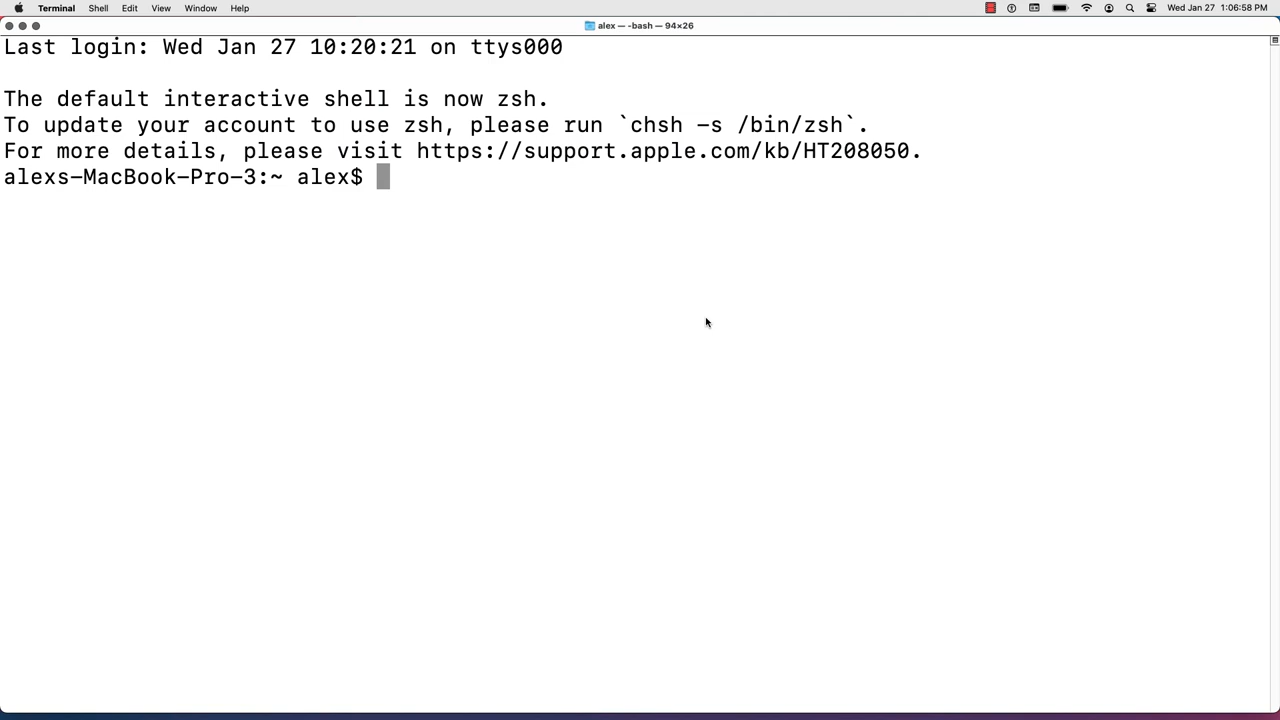 Terminal Shell Edit View Window Help Wed Jan 27 1:06:58 PM
alex — -bash — 94×26
Last login: Wed Jan 27 10:20:21 on ttys000
The default interactive shell is now zsh.
To update your account to use zsh, please run `chsh -s /bin/zsh`.
For more details, please visit https://support.apple.com/kb/HT208050.
alexs-MacBook-Pro-3:~ alex$